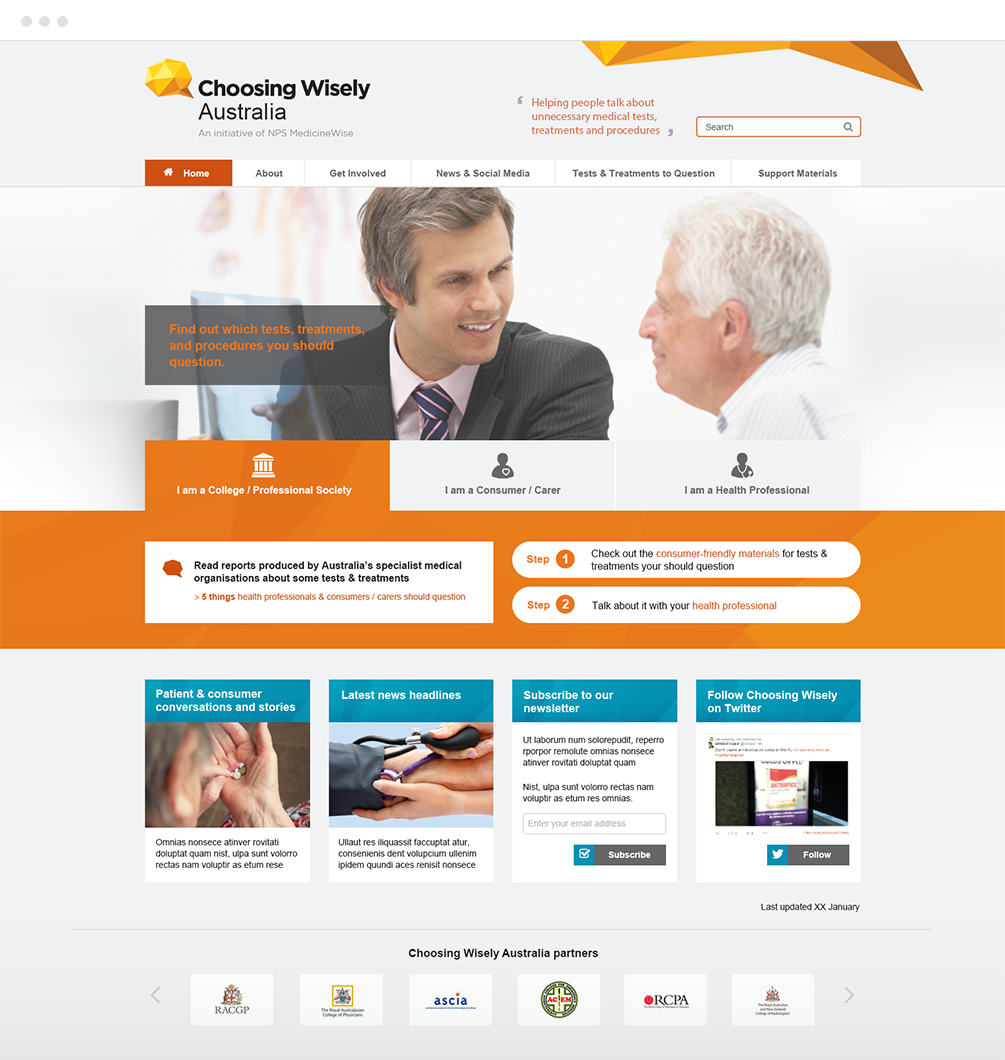 Choosing Wisely
Australia
An initiative of NPS MedicineWise
Helping people talk about
unnecessary medical tests,
treatments and procedures
Search
Home
About
Get Involved
News & Social Media
Tests & Treatments to Question
Support Materials
Find out which tests, treatments,
and procedures you should
question.
I am a College / Professional Society
I am a Consumer / Carer
I am a Health Professional
Read reports produced by Australia's specialist medical
organisations about some tests & treatments
> 5 things health professionals & consumers / carers should question
Step 1
Check out the consumer-friendly materials for tests &
treatments your should question
Step 2
Talk about it with your health professional
Patient & consumer
conversations and stories
Omnias nonsece atinver rovitati
doluptat quam nist, ulpa sunt volorro
rectas nam voluptir as etum rese
Latest news headlines
Ullaut res iliquassit faccuptat atur,
consenienis dent volupcium ullenim
ipidem quundi aces renisit nonsece
Subscribe to our
newsletter
Ut laborum num solorepudit, reperro
rporpor remolute omnias nonsece
atinver rovitati doluptat quam
Nist, ulpa sunt volorro rectas nam
voluptir as etum res omnias.
Enter your email address
Subscribe
Follow Choosing Wisely
on Twitter
ANTIBIOTICS
Follow
Last updated XX January
Choosing Wisely Australia partners
RACGP
The Royal Australasian
College of Physicians
ascia
ACEM
RCPA
The Royal Australian
and New Zealand
College of Radiologists